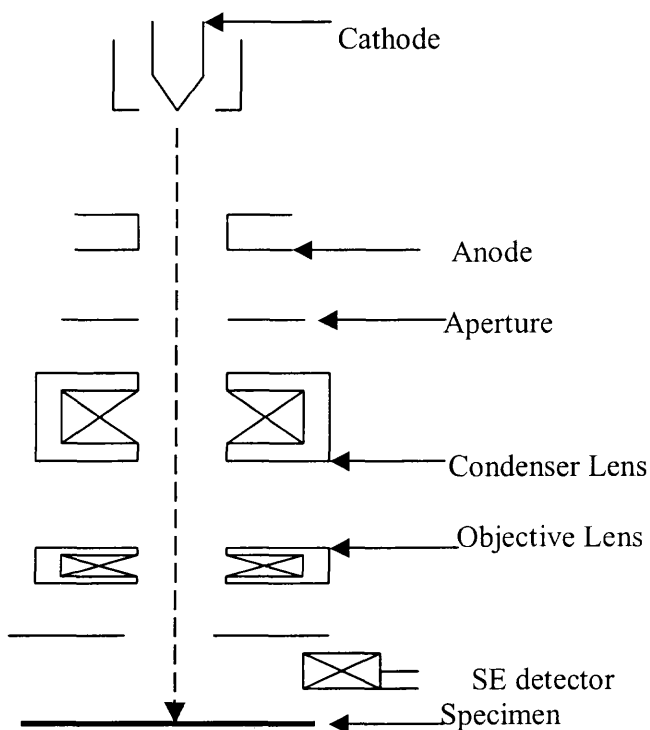 Cathode
Anode
Aperture
Condenser Lens
Objective Lens
SE detector
Specimen